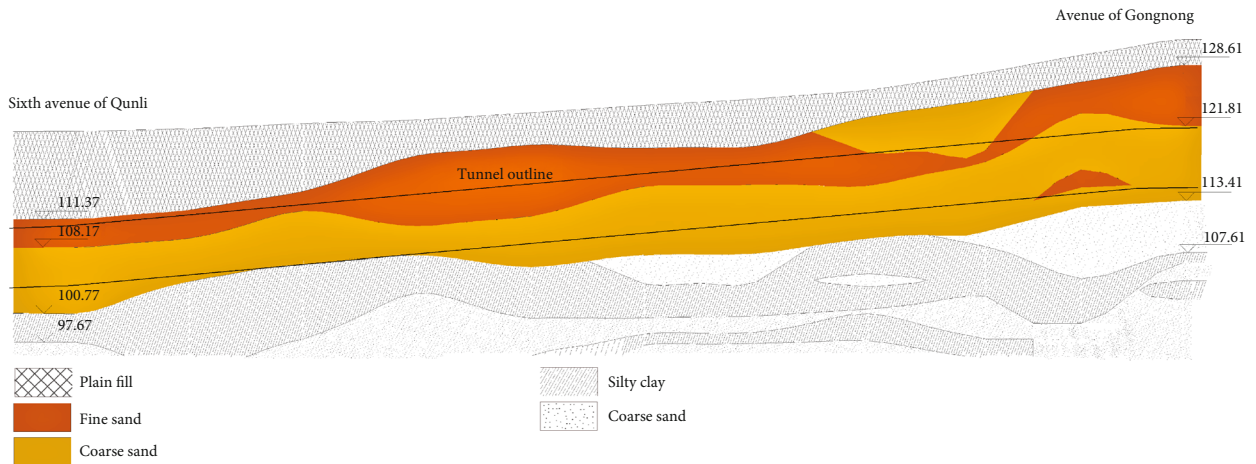 Avenue of Gongnong
128.61
Sixth avenue of Qunli
121.81
Tunnel outline
111.37
113.41
108.17
107.61
100.77
97.67
Plain fill
Silty clay
Fine sand
Coarse sand
Coarse sand